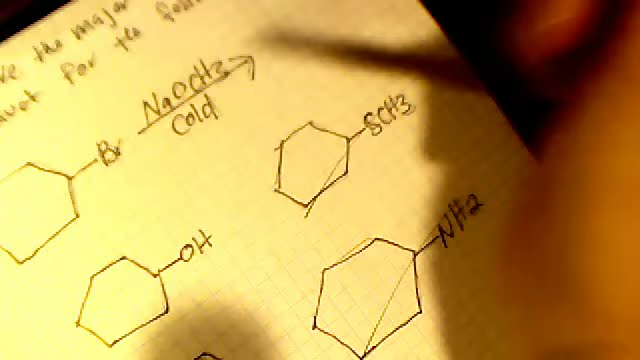 the major
for the
NaOCH3
Cold
Br
SCH3
OH
NH2